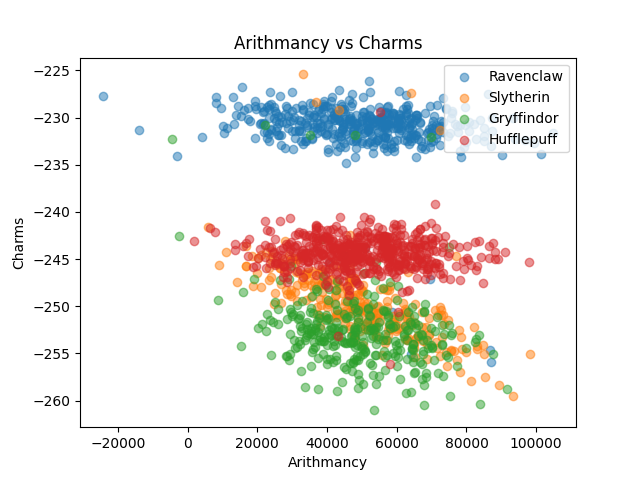 Arithmancy vs Charms
Ravenclaw
Slytherin
Gryffindor
Hufflepuff
−225
−230
−235
−240
−245
−250
−255
−260
Charms
−20000 0 20000 40000 60000 80000 100000
Arithmancy